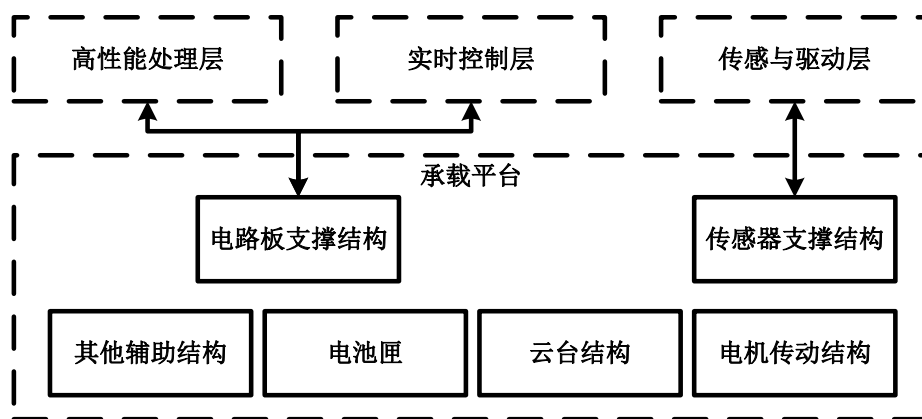 高性能处理层
实时控制层
传感与驱动层
承载平台
电路板支撑结构
传感器支撑结构
其他辅助结构
电池匣
云台结构
电机传动结构